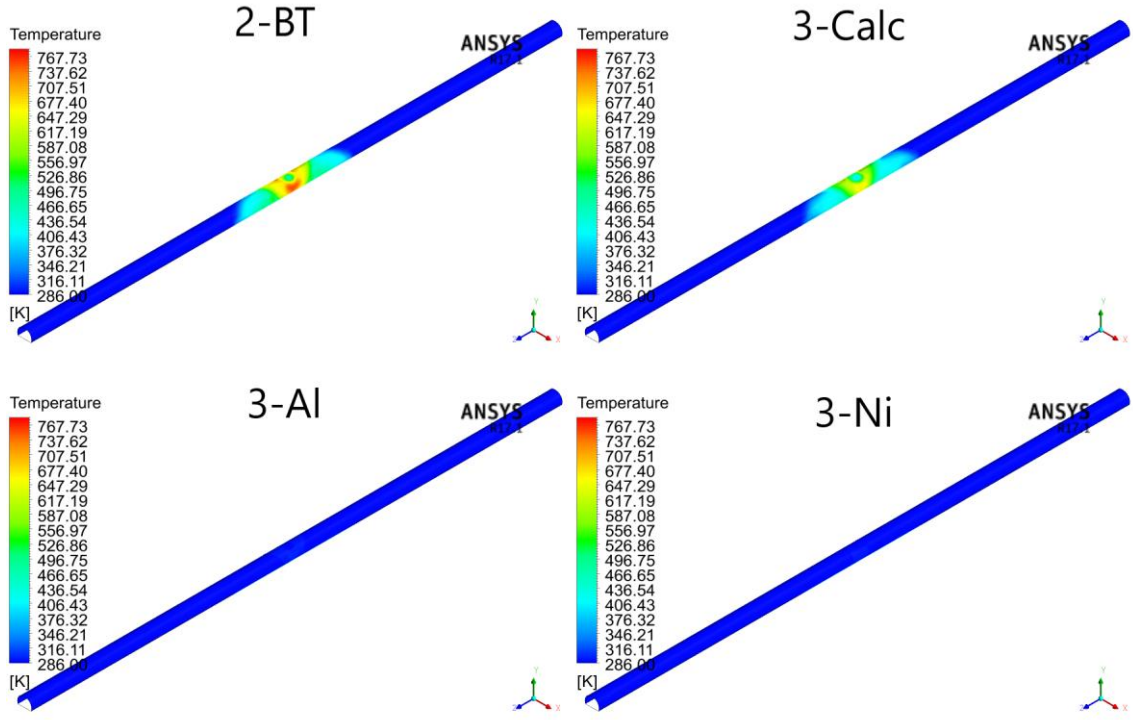 2-BT
Temperature
767.73
737.62
707.51
677.40
647.29
617.19
587.08
556.97
526.86
496.75
466.65
436.54
406.43
376.32
346.21
316.11
286.00
[K]
ANSYS
R17.1
Y
Z
X
3-Calc
Temperature
767.73
737.62
707.51
677.40
647.29
617.19
587.08
556.97
526.86
496.75
466.65
436.54
406.43
376.32
346.21
316.11
286.00
[K]
ANSYS
R17.1
Y
Z
X
3-Al
Temperature
767.73
737.62
707.51
677.40
647.29
617.19
587.08
556.97
526.86
496.75
466.65
436.54
406.43
376.32
346.21
316.11
286.00
[K]
ANSYS
R17.1
Y
Z
X
3-Ni
Temperature
767.73
737.62
707.51
677.40
647.29
617.19
587.08
556.97
526.86
496.75
466.65
436.54
406.43
376.32
346.21
316.11
286.00
[K]
ANSYS
R17.1
Y
Z
X